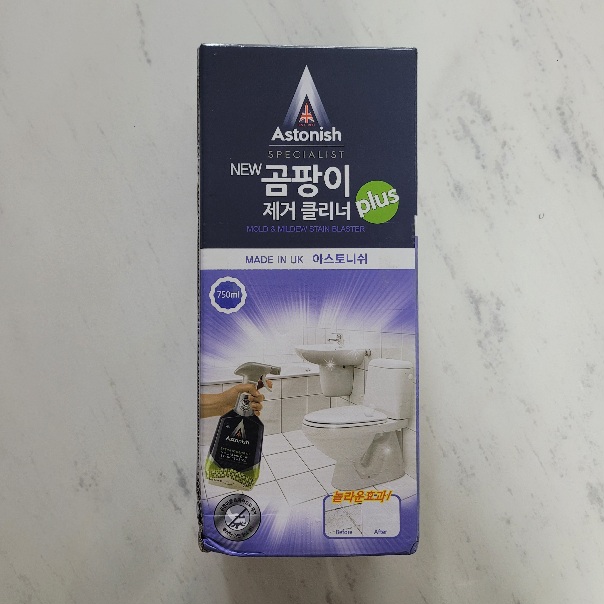 Astonish
SPECIALIST
NEW 곰팡이
제거 클리너 plus
MOLD & MILDEW STAIN BLASTER
MADE IN UK 아스토니쉬
750ml
Astonish
놀라운효과!
Before After